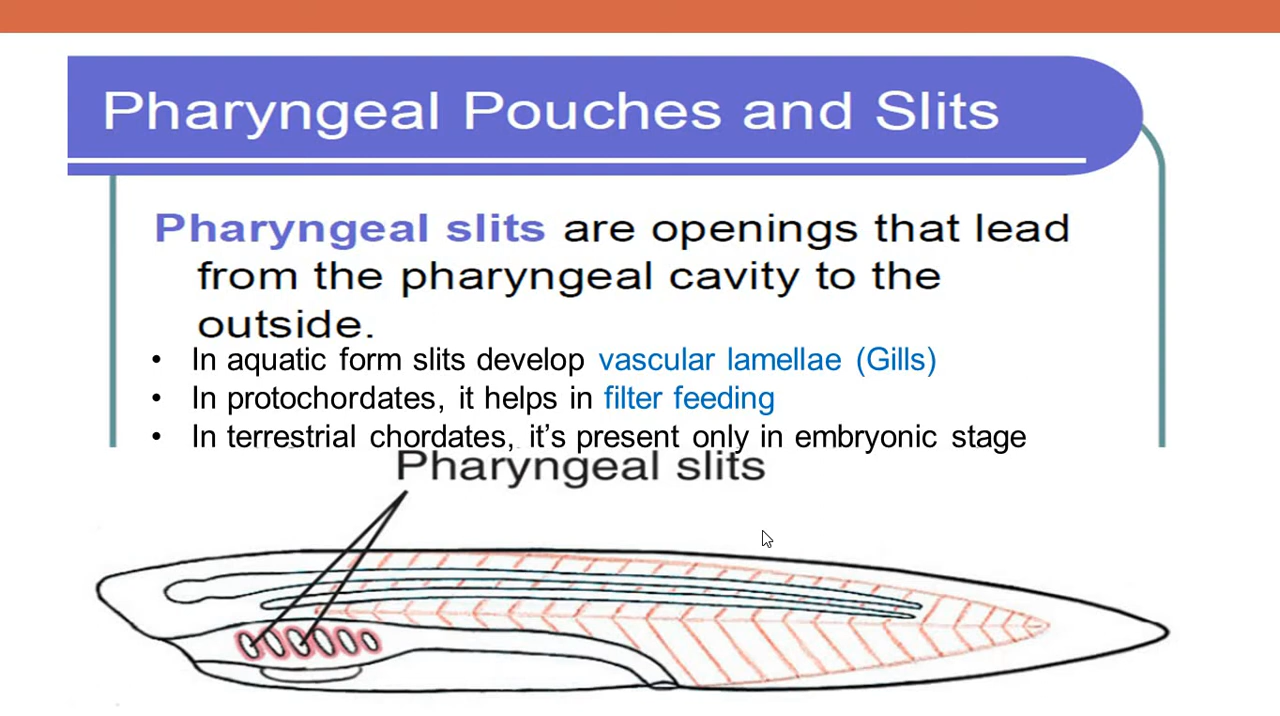 Pharyngeal Pouches and Slits
Pharyngeal slits are openings that lead
from the pharyngeal cavity to the
outside.
• In aquatic form slits develop vascular lamellae (Gills)
• In protochordates, it helps in filter feeding
• In terrestrial chordates, it’s present only in embryonic stage
Pharyngeal slits